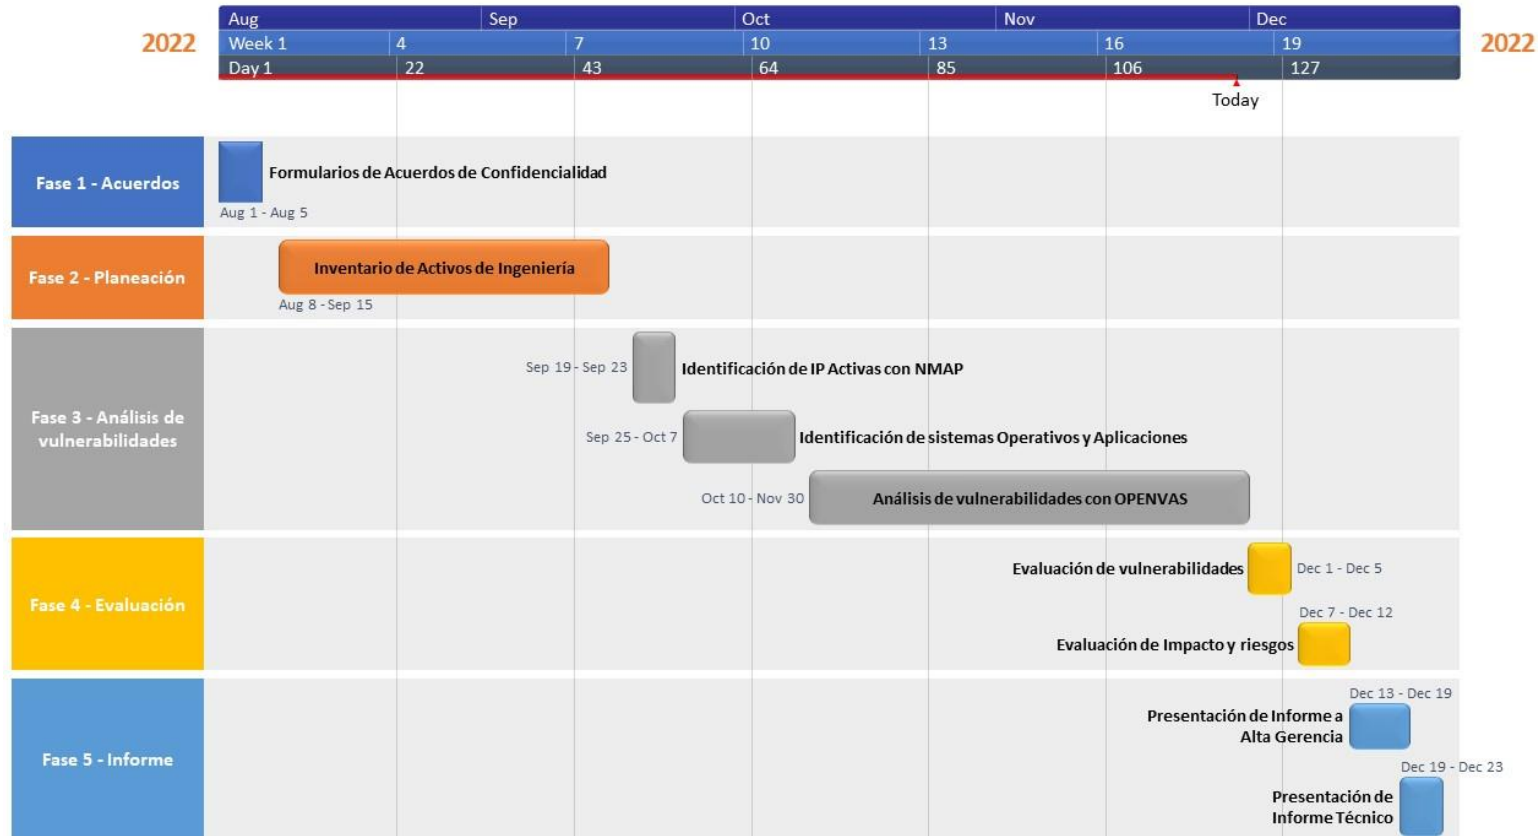 Aug Sep Oct Nov Dec
2022 Week 1 4 7 10 13 16 19 2022
Day 1 22 43 64 85 106 127
Today
Fase 1 - Acuerdos
Formularios de Acuerdos de Confidencialidad
Aug 1 - Aug 5
Fase 2 - Planeación
Inventario de Activos de Ingeniería
Aug 8 - Sep 15
Fase 3 - Análisis de
vulnerabilidades
Sep 19 - Sep 23 Identificación de IP Activas con NMAP
Sep 25 - Oct 7 Identificación de sistemas Operativos y Aplicaciones
Oct 10 - Nov 30 Análisis de vulnerabilidades con OPENVAS
Fase 4 - Evaluación
Evaluación de vulnerabilidades Dec 1 - Dec 5
Dec 7 - Dec 12
Evaluación de Impacto y riesgos
Fase 5 - Informe
Dec 13 - Dec 19
Presentación de Informe a
Alta Gerencia
Dec 19 - Dec 23
Presentación de
Informe Técnico